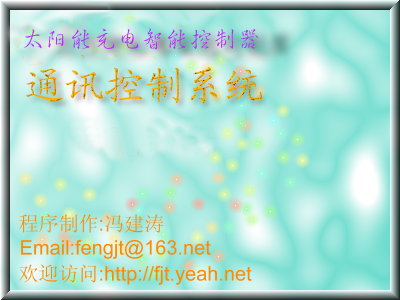 太阳能充电智能控制器
通讯控制系统
程序制作:冯建涛
Email:fengjt@163.net
欢迎访问:http://fjt.yeah.net